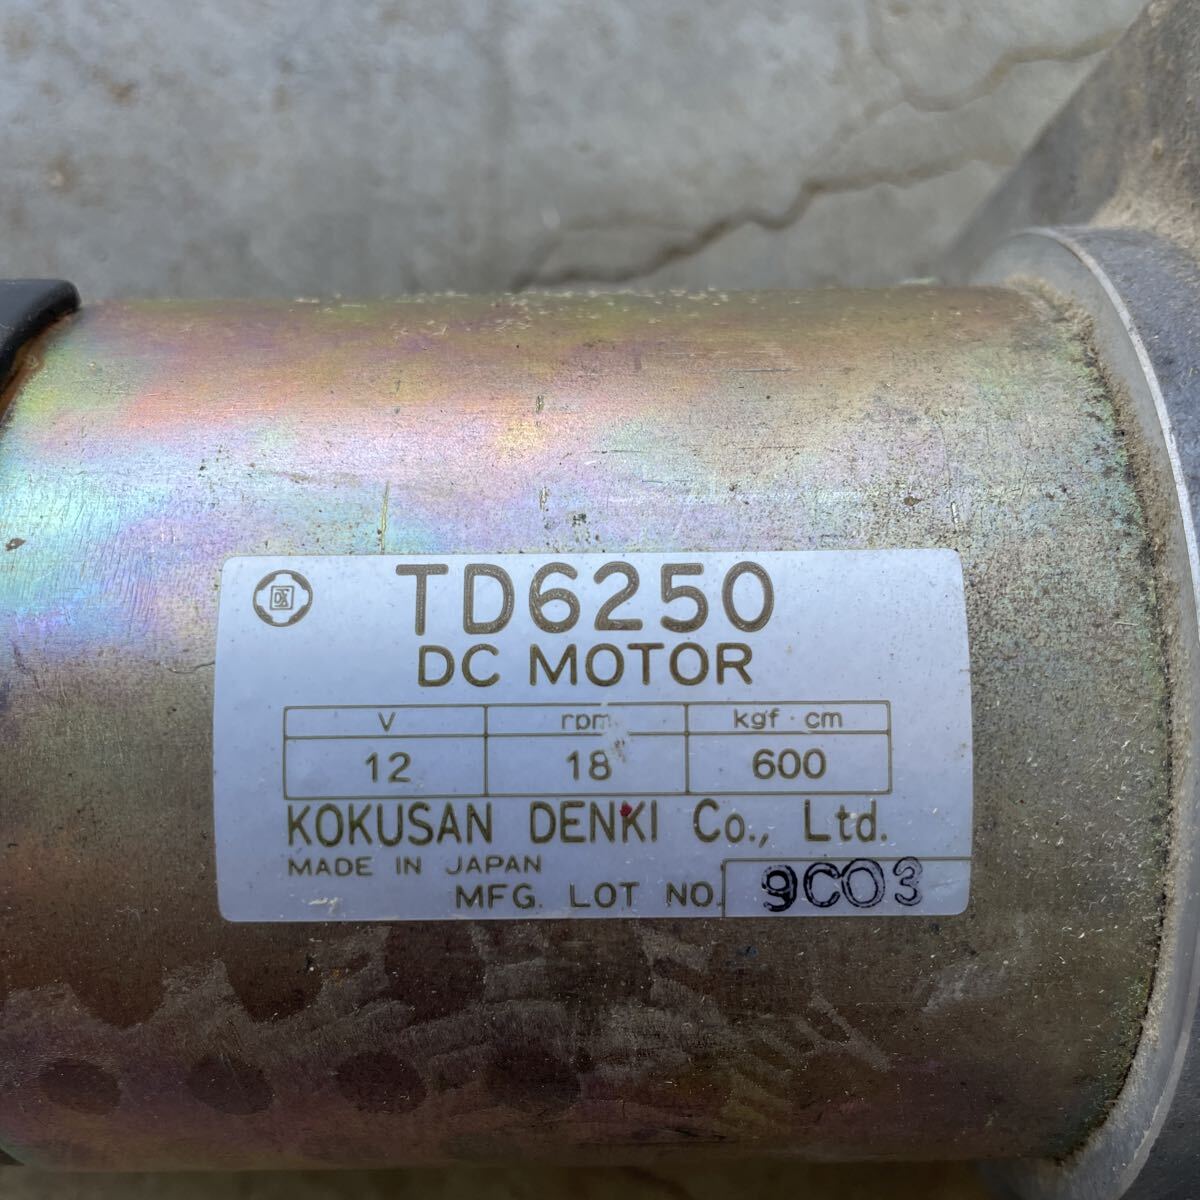 TD6250
DC MOTOR
V rpm kgf·cm
12 18 600
KOKUSAN DENKI Co., Ltd.
MADE IN JAPAN
MFG. LOT NO. 9C03